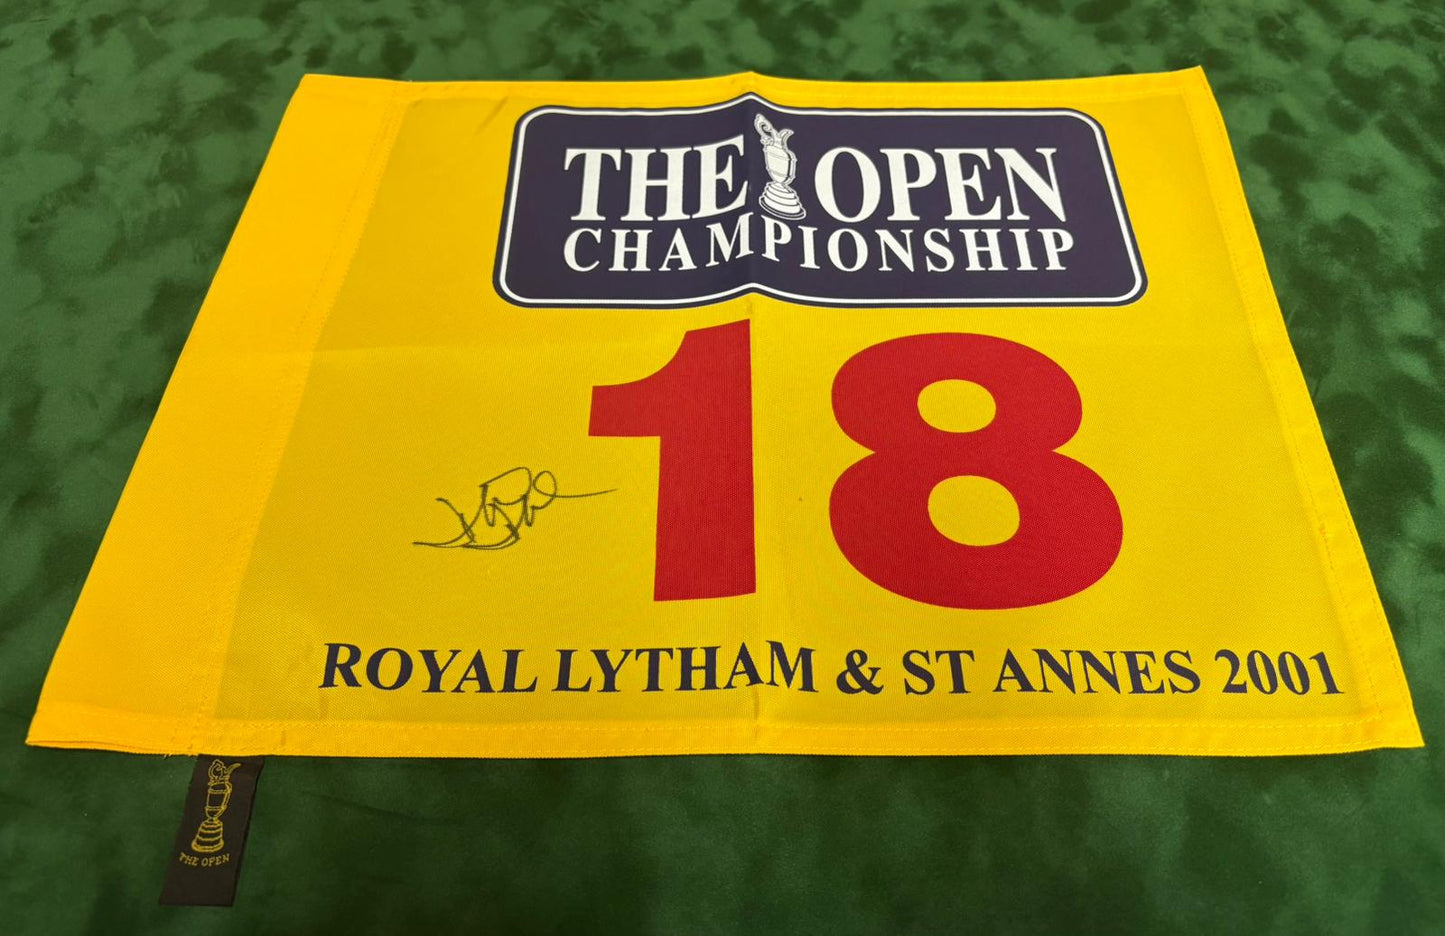 THE OPEN
CHAMPIONSHIP
18
ROYAL LYTHAM & ST ANNES 2001
THE OPEN